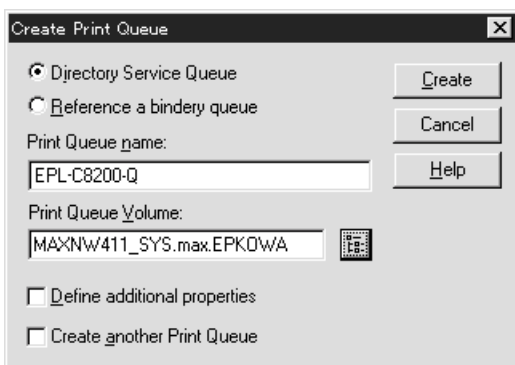 Create Print Queue
Directory Service Queue
Reference a bindery queue
Print Queue name:
EPL-C8200-Q
Print Queue Volume:
MAXNW411_SYS.max.EPKOWA
Define additional properties
Create another Print Queue
Create
Cancel
Help